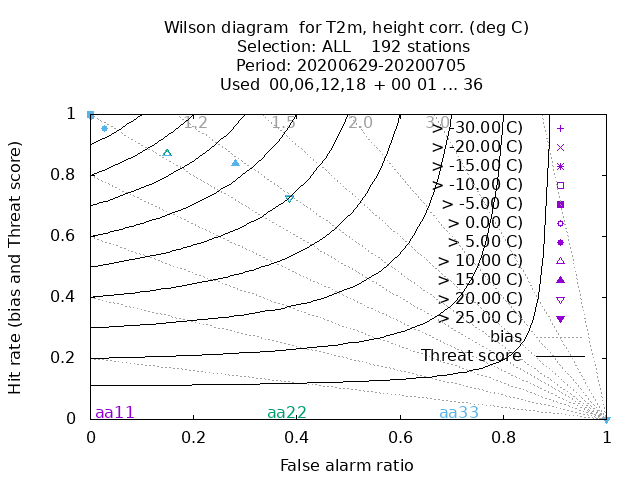 Wilson diagram  for T2m, height corr. (deg C)
Selection: ALL    192 stations
Period: 20200629-20200705
Used  00,06,12,18  + 00 01 ... 36
1.2 1.5 2.0 3.0
> -30.00 C)
> -20.00 C)
> -15.00 C)
> -10.00 C)
> -5.00 C)
> 0.00 C)
> 5.00 C)
> 10.00 C)
> 15.00 C)
> 20.00 C)
> 25.00 C)
bias
Threat score
Hit rate (bias and Threat score)
1
0.8
0.6
0.4
0.2
0
aa11 aa22 aa33
0 0.2 0.4 0.6 0.8 1
False alarm ratio